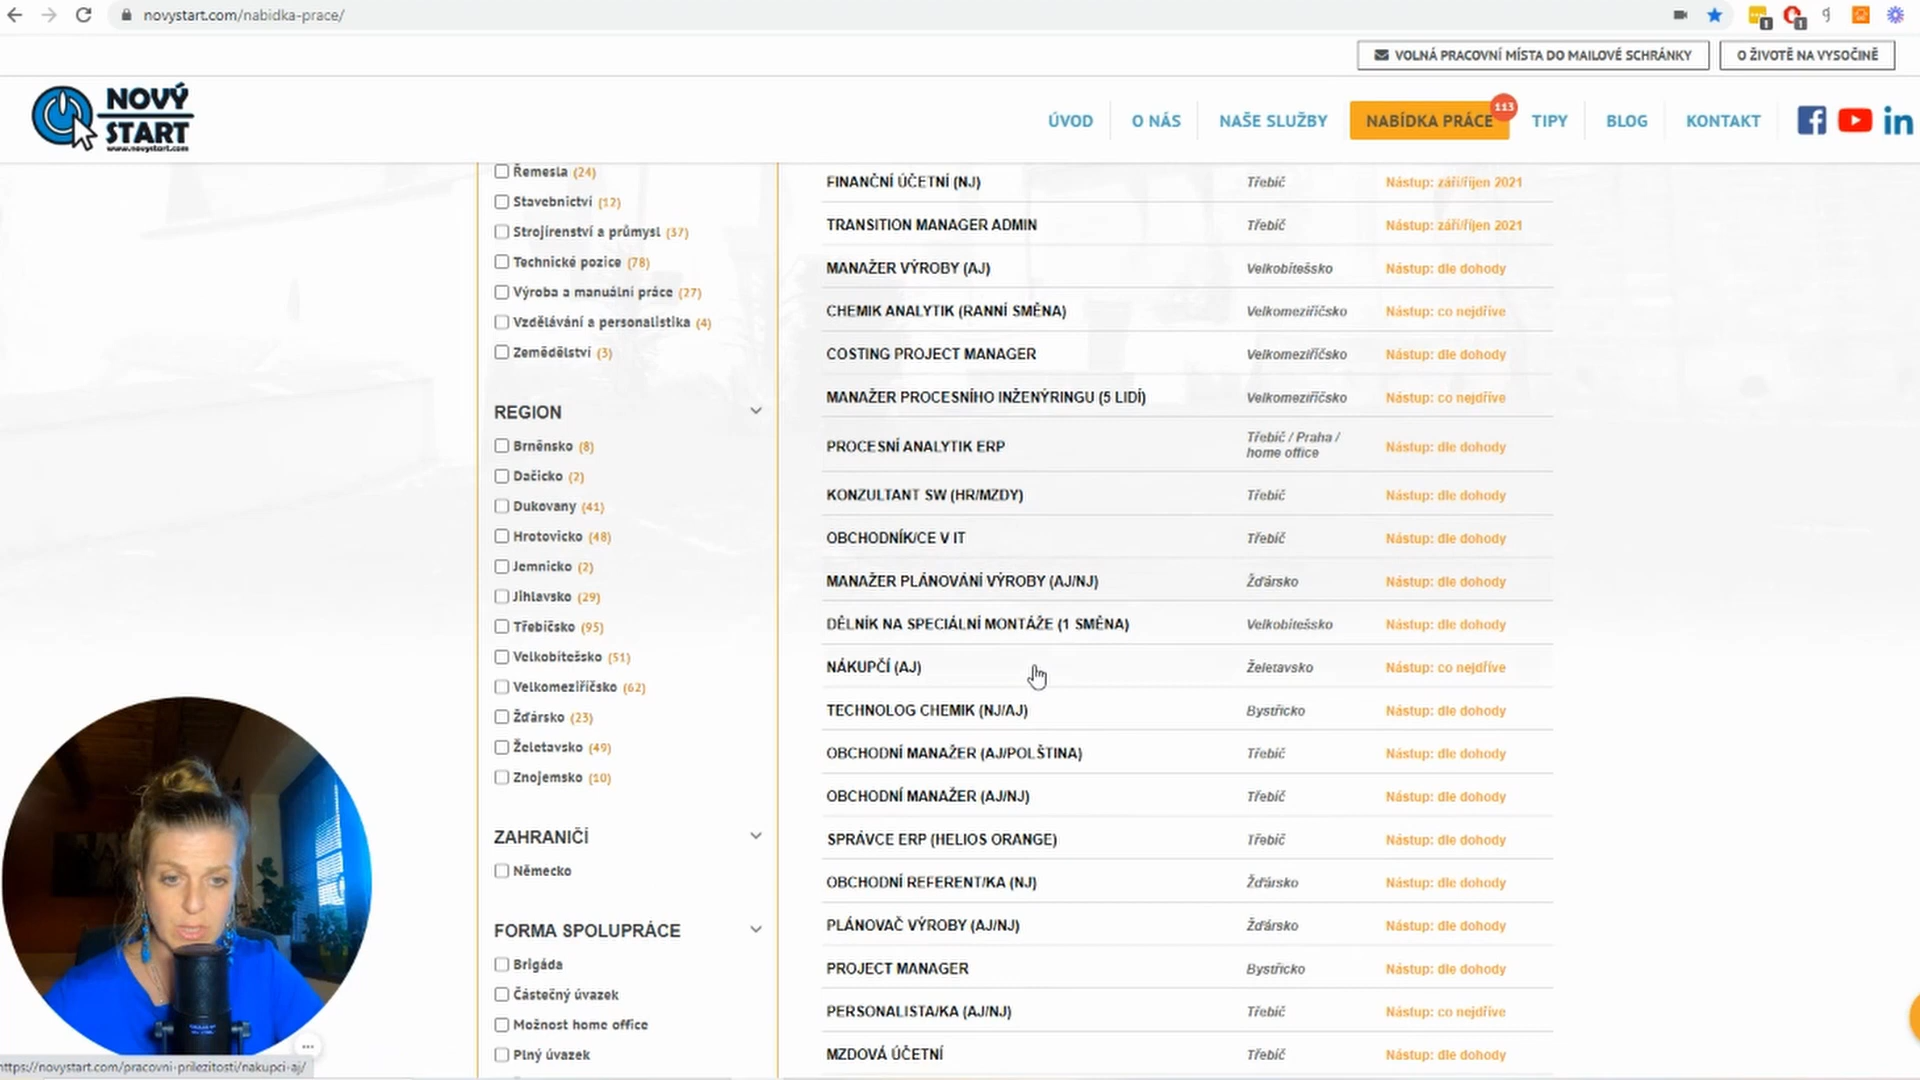 novystart.com/nabidka-prace/
VOLNÁ PRACOVNÍ MÍSTA DO MAILOVÉ SCHRÁNKY
O ŽIVOTĚ NA VYSOČINĚ
NOVÝ
START
www.novystart.com
ÚVOD
O NÁS
NAŠE SLUŽBY
NABÍDKA PRÁCE
113
TIPY
BLOG
KONTAKT
Řemesla (24)
Stavebnictví (12)
Strojírenství a průmysl (37)
Technické pozice (78)
Výroba a manuální práce (27)
Vzdělávání a personalistika (4)
Zemědělství (3)
REGION
Brněnsko (8)
Dačicko (2)
Dukovany (41)
Hrotovicko (48)
Jemnicko (2)
Jihlavsko (29)
Třebíčsko (95)
Velkobítešsko (51)
Velkomeziříčsko (62)
Žďársko (23)
Želetavsko (49)
Znojemsko (10)
ZAHRANIČÍ
Německo
FORMA SPOLUPRÁCE
Brigáda
Částečný úvazek
Možnost home office
Plný úvazek
FINANČNÍ ÚČETNÍ (NJ) Třebíč Nástup: září/říjen 2021
TRANSITION MANAGER ADMIN Třebíč Nástup: září/říjen 2021
MANAŽER VÝROBY (AJ) Velkobítešsko Nástup: dle dohody
CHEMIK ANALYTIK (RANNÍ SMĚNA) Velkomeziříčsko Nástup: co nejdříve
COSTING PROJECT MANAGER Velkomeziříčsko Nástup: dle dohody
MANAŽER PROCESNÍHO INŽENÝRINGU (5 LIDÍ) Velkomeziříčsko Nástup: co nejdříve
PROCESNÍ ANALYTIK ERP Třebíč / Praha / home office Nástup: dle dohody
KONZULTANT SW (HR/MZDY) Třebíč Nástup: dle dohody
OBCHODNÍK/CE V IT Třebíč Nástup: dle dohody
MANAŽER PLÁNOVÁNÍ VÝROBY (AJ/NJ) Žďársko Nástup: dle dohody
DĚLNÍK NA SPECIÁLNÍ MONTÁŽE (1 SMĚNA) Velkobítešsko Nástup: dle dohody
NÁKUPČÍ (AJ) Želetavsko Nástup: co nejdříve
TECHNOLOG CHEMIK (NJ/AJ) Bystřicko Nástup: dle dohody
OBCHODNÍ MANAŽER (AJ/POLŠTINA) Třebíč Nástup: dle dohody
OBCHODNÍ MANAŽER (AJ/NJ) Třebíč Nástup: dle dohody
SPRÁVCE ERP (HELIOS ORANGE) Třebíč Nástup: dle dohody
OBCHODNÍ REFERENT/KA (NJ) Žďársko Nástup: dle dohody
PLÁNOVAČ VÝROBY (AJ/NJ) Žďársko Nástup: dle dohody
PROJECT MANAGER Bystřicko Nástup: dle dohody
PERSONALISTA/KA (AJ/NJ) Třebíč Nástup: co nejdříve
MZDOVÁ ÚČETNÍ Třebíč Nástup: dle dohody
https://novystart.com/pracovni-prilezitosti/nakupci-aj/